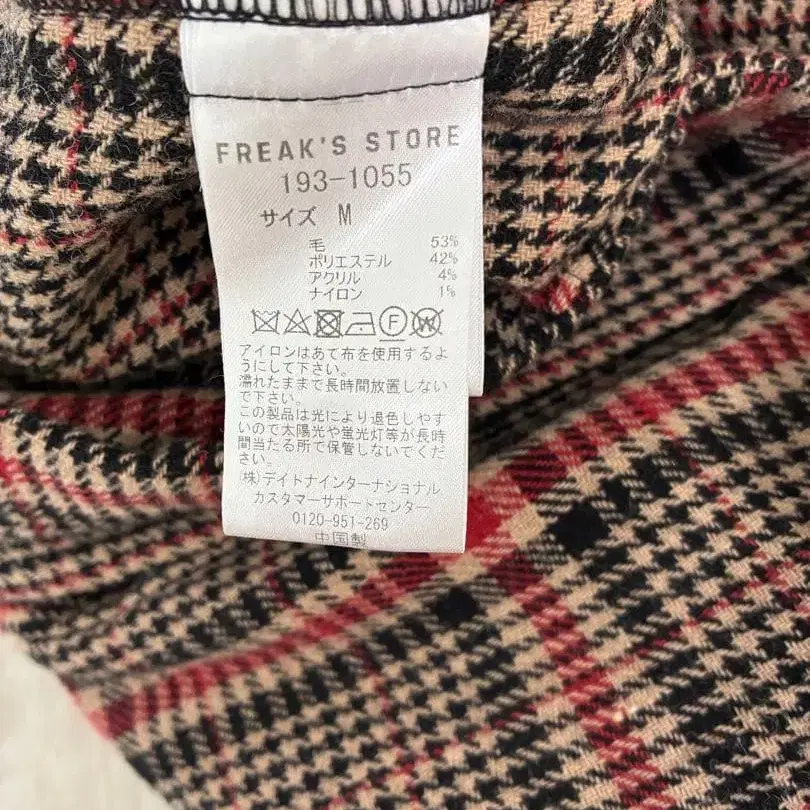 FREAK'S STORE
193-1055
サイズ M
毛 53%
ポリエステル 42%
アクリル 4%
ナイロン 1%
F W
アイロンはあて布を使用するよ
うにして下さい。
濡れたままで長時間放置しない
で下さい。
この製品は光により退色しやす
いので太陽光や蛍光灯等が長時
間当たる所で保管しないでくだ
さい。
(株)デイトナインターナショナル
カスタマーサポートセンター
0120-951-269
中国製